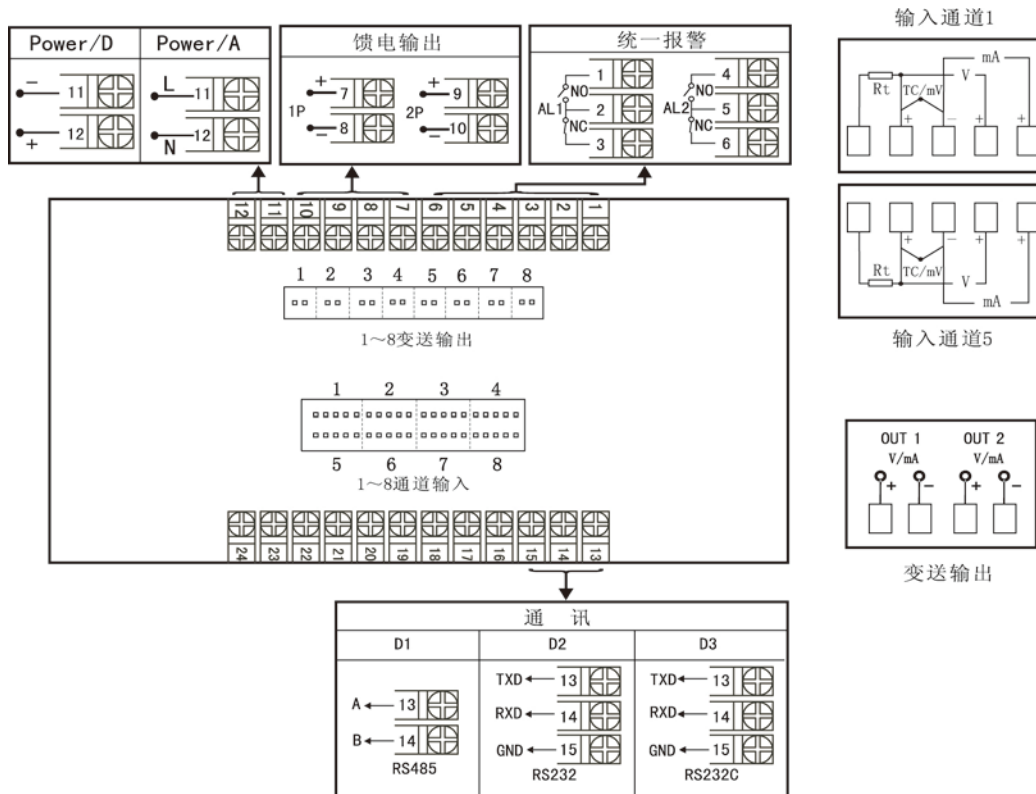 Power/D Power/A
- 11 L 11
+ 12 N 12
馈电输出
+ 7 + 9
1P 2P
- 8 - 10
统一报警
1 4
NO NO
AL1 2 AL2 5
NC NC
3 6
输入通道1
mA
V
Rt TC/mV
+ - + +
12 11 10 9 8 7 6 5 4 3 2 1
1 2 3 4 5 6 7 8
1～8变送输出
1 2 3 4
5 6 7 8
1～8通道输入
24 23 22 21 20 19 18 17 16 15 14 13
+ - + +
Rt TC/mV
V
mA
输入通道5
OUT 1 OUT 2
V/mA V/mA
+ - + -
变送输出
通 讯
D1 D2 D3
A 13
B 14
RS485
TXD 13
RXD 14
GND 15
RS232
TXD 13
RXD 14
GND 15
RS232C